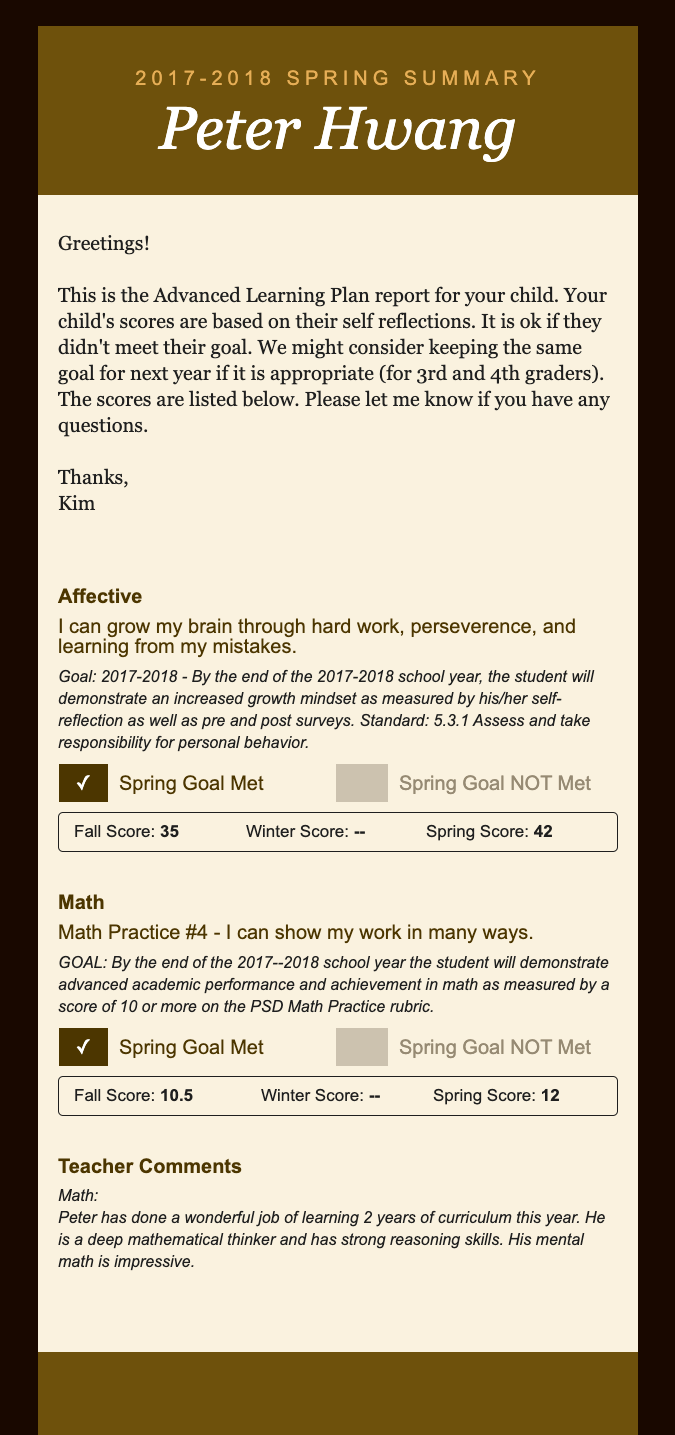 2017-2018 SPRING SUMMARY
Peter Hwang
Greetings!
This is the Advanced Learning Plan report for your child. Your
child's scores are based on their self reflections. It is ok if they
didn't meet their goal. We might consider keeping the same
goal for next year if it is appropriate (for 3rd and 4th graders).
The scores are listed below. Please let me know if you have any
questions.
Thanks,
Kim
Affective
I can grow my brain through hard work, perseverence, and
learning from my mistakes.
Goal: 2017-2018 - By the end of the 2017-2018 school year, the student will
demonstrate an increased growth mindset as measured by his/her self-
reflection as well as pre and post surveys. Standard: 5.3.1 Assess and take
responsibility for personal behavior.
✓ Spring Goal Met Spring Goal NOT Met
Fall Score: 35 Winter Score: -- Spring Score: 42
Math
Math Practice #4 - I can show my work in many ways.
GOAL: By the end of the 2017--2018 school year the student will demonstrate
advanced academic performance and achievement in math as measured by a
score of 10 or more on the PSD Math Practice rubric.
✓ Spring Goal Met Spring Goal NOT Met
Fall Score: 10.5 Winter Score: -- Spring Score: 12
Teacher Comments
Math:
Peter has done a wonderful job of learning 2 years of curriculum this year. He
is a deep mathematical thinker and has strong reasoning skills. His mental
math is impressive.